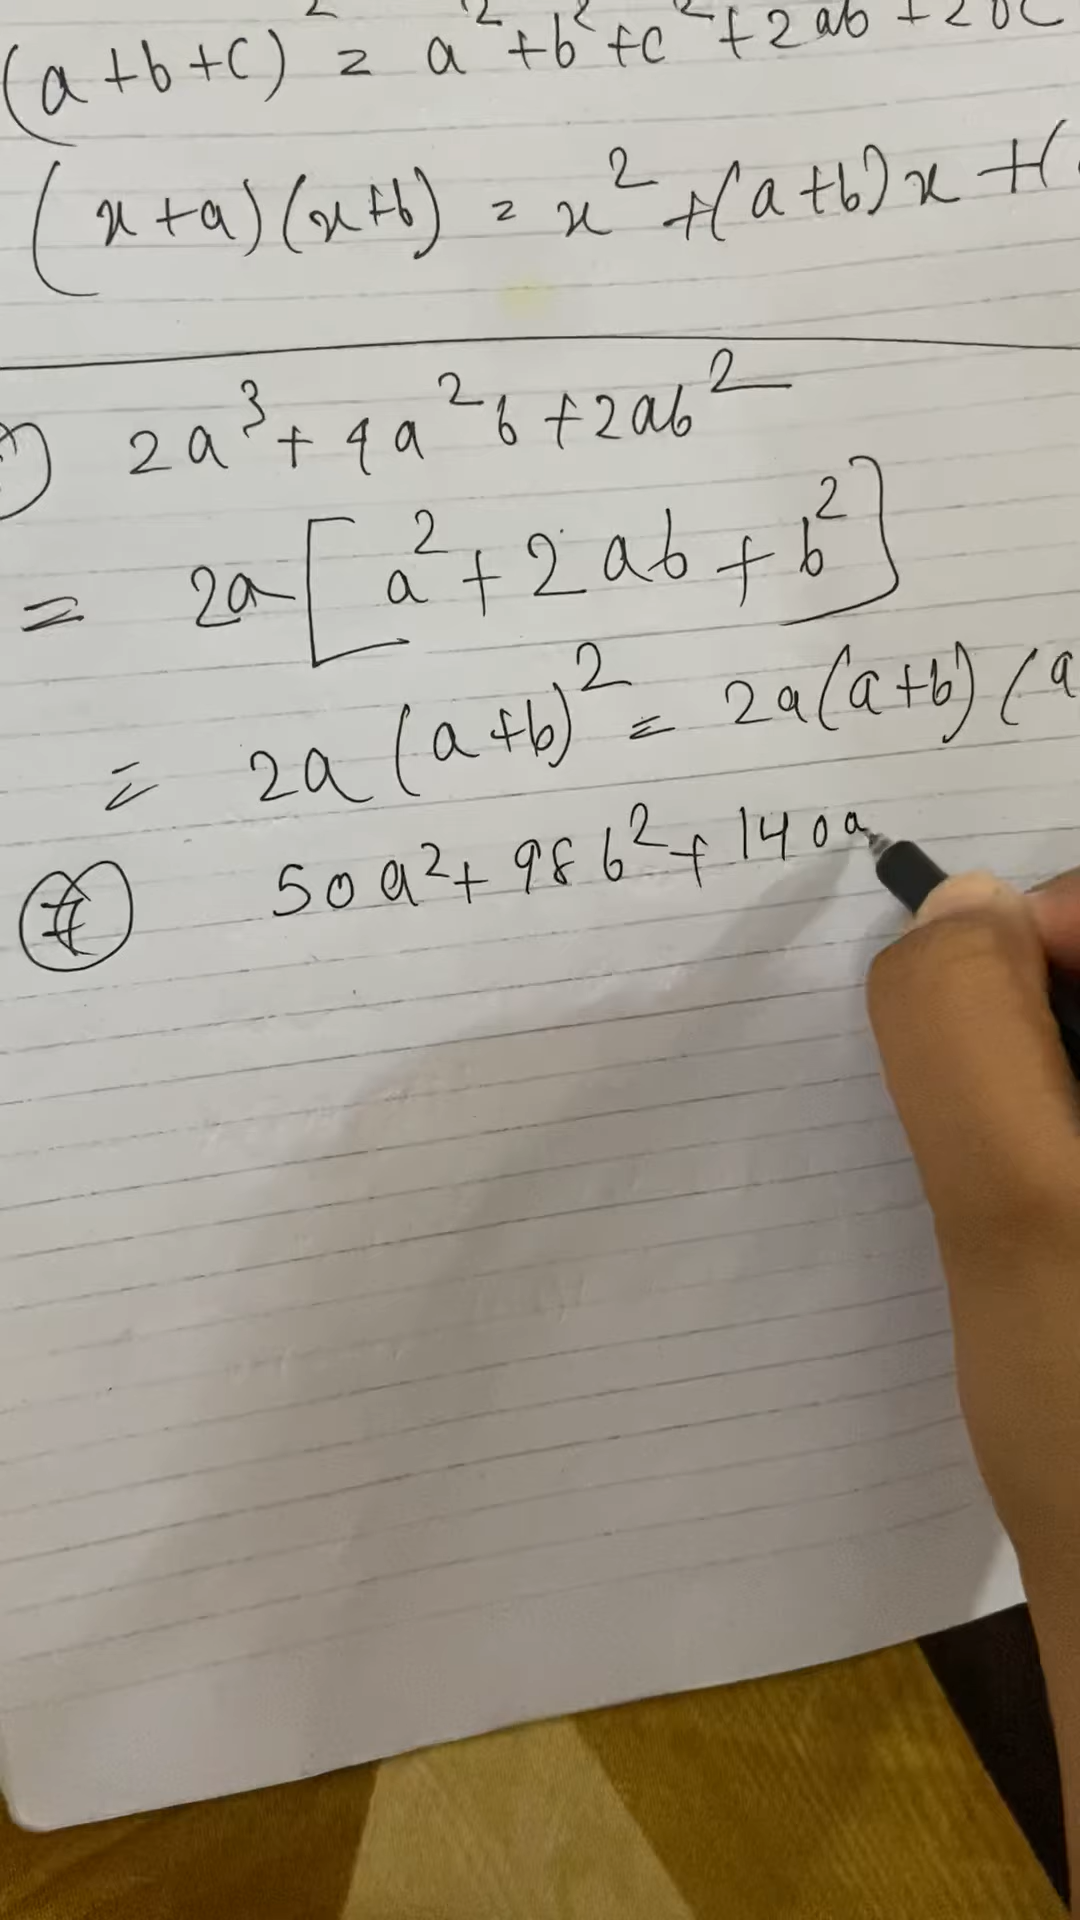 (a+b+c)² = a²+b²+c²+2ab+2bc
(x+a)(x+b) = x²+(a+b)x+(
2a³+4a²b+2ab²
= 2a[a²+2ab+b²]
= 2a(a+b)² = 2a(a+b)(a
50a²+98b²+140a